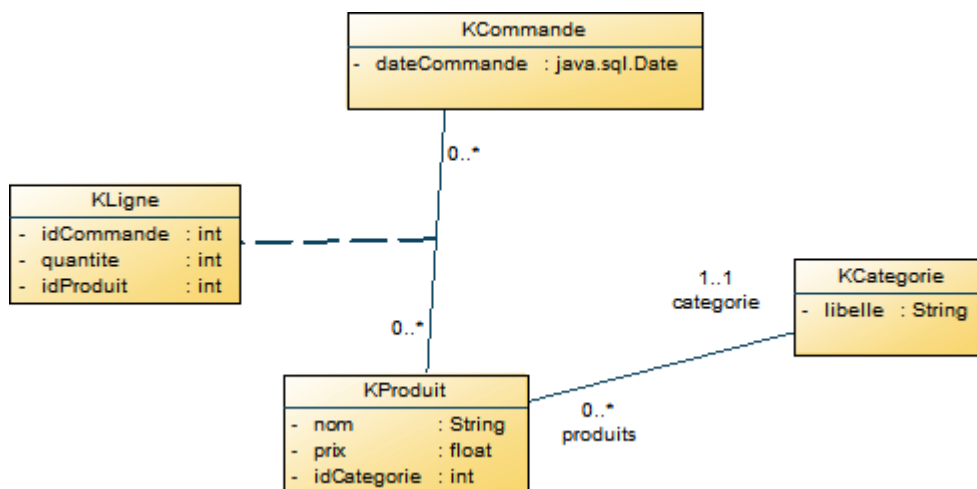 KCommande
- dateCommande : java.sql.Date
0..*
KLigne
- idCommande : int
- quantite : int
- idProduit : int
0..*
1..1
categorie
KCategorie
- libelle : String
KProduit
- nom : String
- prix : float
- idCategorie : int
0..*
produits